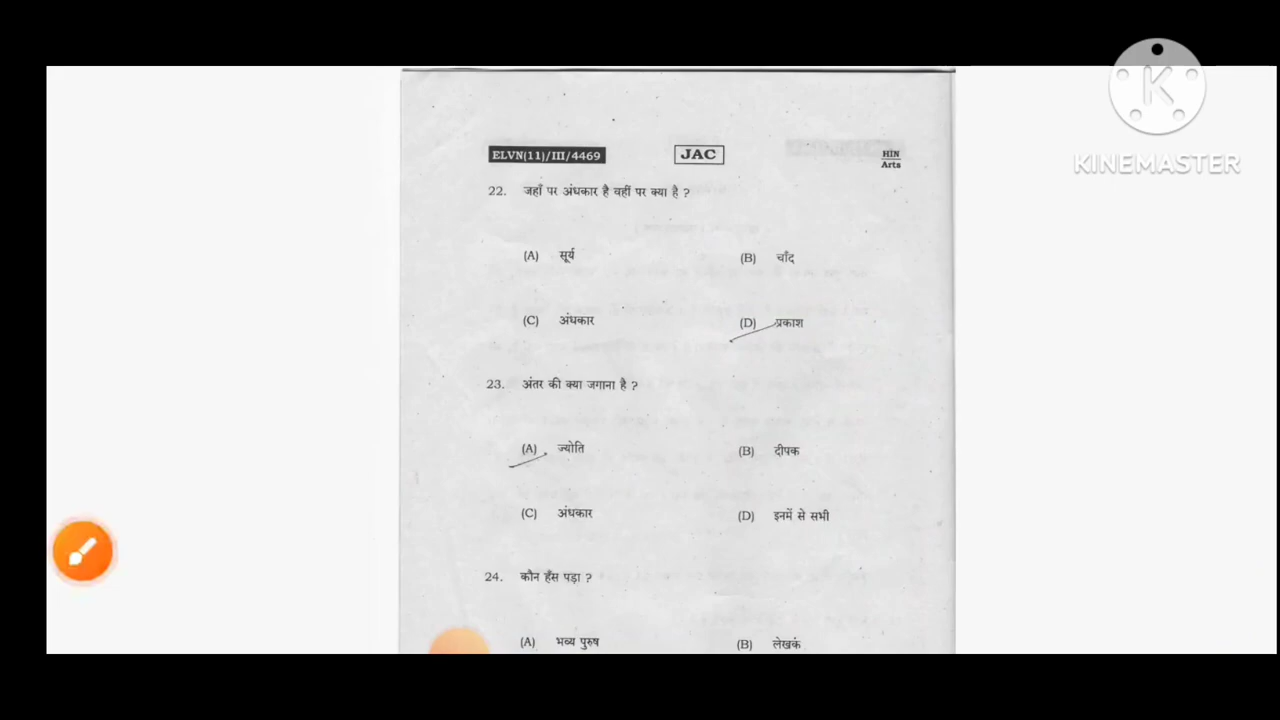 KINEMASTER
ELVN(11)/III/4469 JAC HIN
Arts
22. जहाँ पर अंधकार है वहीं पर क्या है ?
(A) सूर्य (B) चाँद
(C) अंधकार (D) प्रकाश
23. अंतर की क्या जगाना है ?
(A) ज्योति (B) दीपक
(C) अंधकार (D) इनमें से सभी
24. कौन हँस पड़ा ?
(A) भव्य पुरुष (B) लेखक